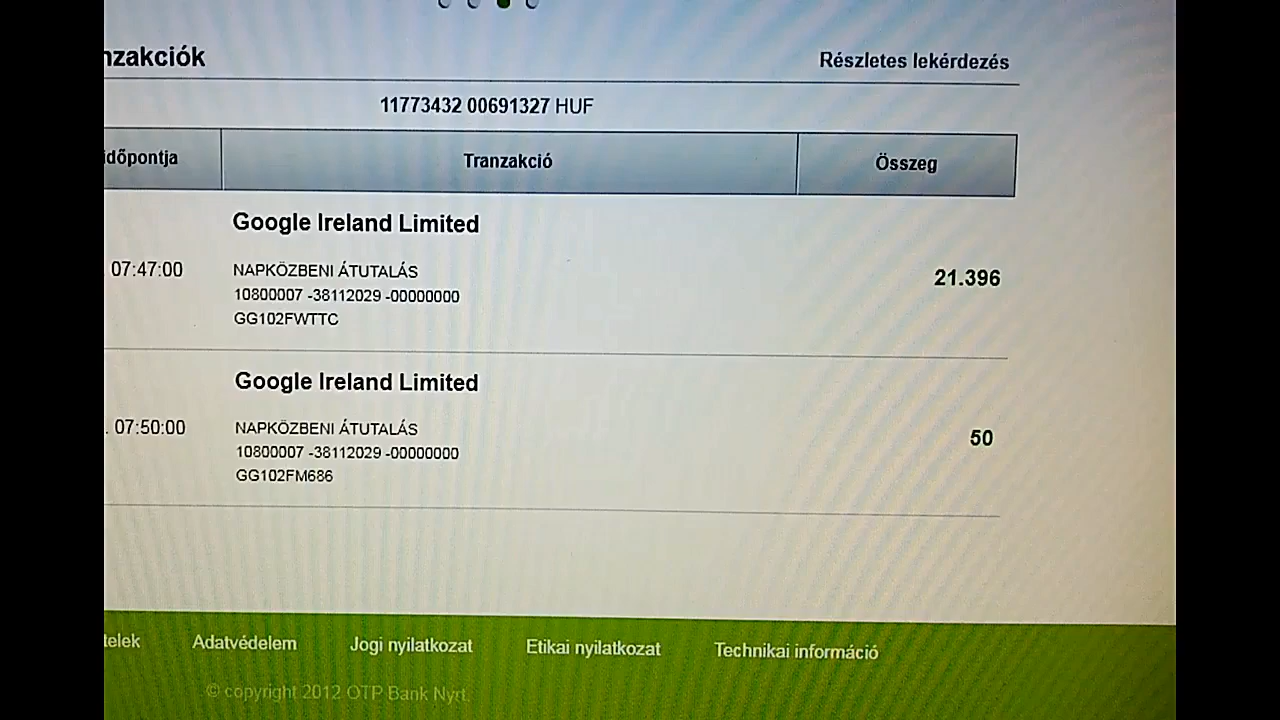 nzakciók
Részletes lekérdezés
11773432 00691327 HUF
időpontja Tranzakció Összeg
Google Ireland Limited
07:47:00 NAPKÖZBENI ÁTUTALÁS 21.396
10800007 -38112029 -00000000
GG102FWTTC
Google Ireland Limited
. 07:50:00 NAPKÖZBENI ÁTUTALÁS 50
10800007 -38112029 -00000000
GG102FM686
telek Adatvédelem Jogi nyilatkozat Etikai nyilatkozat Technikai információ
© copyright 2012 OTP Bank Nyrt.